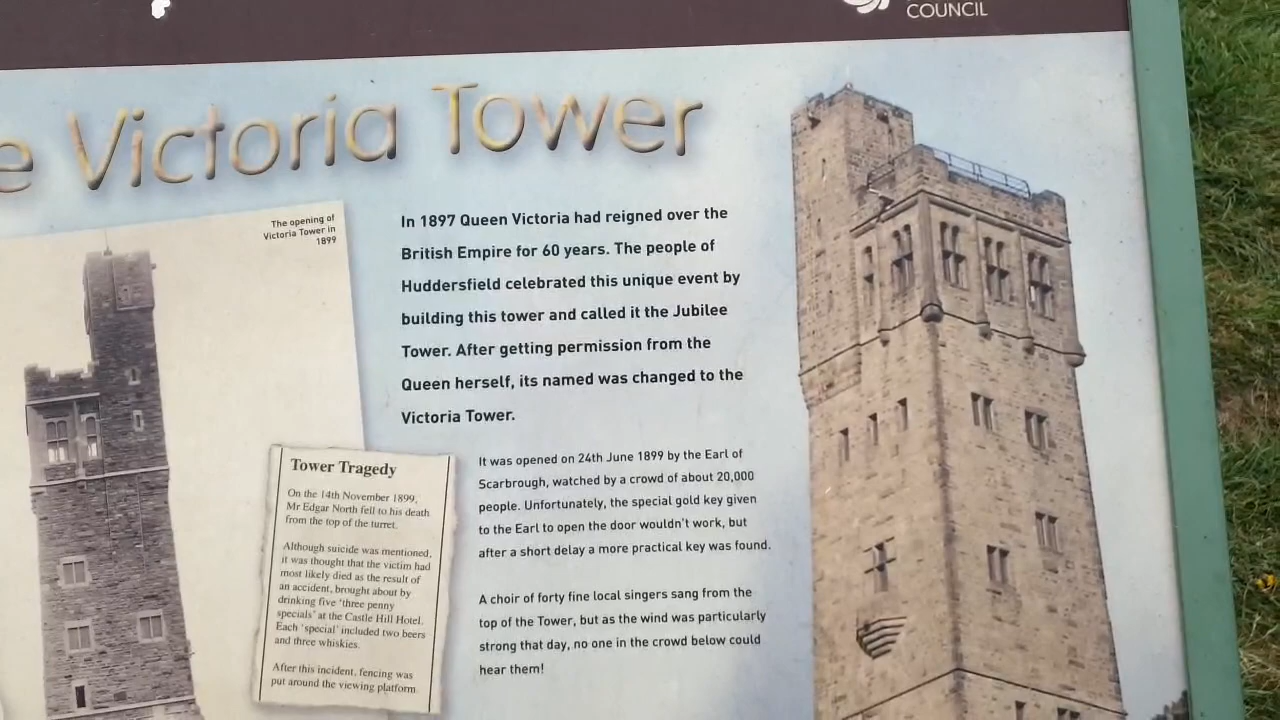 COUNCIL
e Victoria Tower
The opening of
Victoria Tower in
1899
In 1897 Queen Victoria had reigned over the
British Empire for 60 years. The people of
Huddersfield celebrated this unique event by
building this tower and called it the Jubilee
Tower. After getting permission from the
Queen herself, its named was changed to the
Victoria Tower.
Tower Tragedy
On the 14th November 1899,
Mr Edgar North fell to his death
from the top of the turret.
Although suicide was mentioned,
it was thought that the victim had
most likely died as the result of
an accident, brought about by
drinking five 'three penny
specials' at the Castle Hill Hotel.
Each 'special' included two beers
and three whiskies.
After this incident, fencing was
put around the viewing platform.
It was opened on 24th June 1899 by the Earl of
Scarbrough, watched by a crowd of about 20,000
people. Unfortunately, the special gold key given
to the Earl to open the door wouldn't work, but
after a short delay a more practical key was found.
A choir of forty fine local singers sang from the
top of the Tower, but as the wind was particularly
strong that day, no one in the crowd below could
hear them!